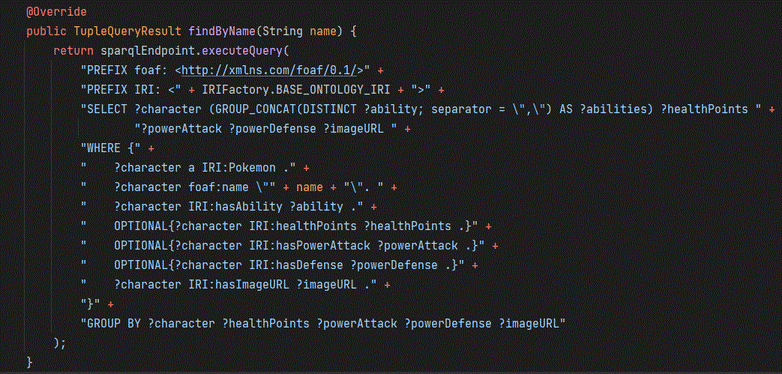 @Override
public TupleQueryResult findByName(String name) {
    return sparqlEndpoint.executeQuery(
            "PREFIX foaf: <http://xmlns.com/foaf/0.1/>" +
            "PREFIX IRI: <" + IRIFactory.BASE_ONTOLOGY_IRI + ">" +
            "SELECT ?character (GROUP_CONCAT(DISTINCT ?ability; separator = \",\") AS ?abilities) ?healthPoints " +
                    "?powerAttack ?powerDefense ?imageURL " +
            "WHERE {" +
            "    ?character a IRI:Pokemon ." +
            "    ?character foaf:name \"" + name + "\". " +
            "    ?character IRI:hasAbility ?ability ." +
            "    OPTIONAL{?character IRI:healthPoints ?healthPoints .}" +
            "    OPTIONAL{?character IRI:hasPowerAttack ?powerAttack .}" +
            "    OPTIONAL{?character IRI:hasDefense ?powerDefense .}" +
            "    ?character IRI:hasImageURL ?imageURL ." +
            "}" +
            "GROUP BY ?character ?healthPoints ?powerAttack ?powerDefense ?imageURL"
    );
}